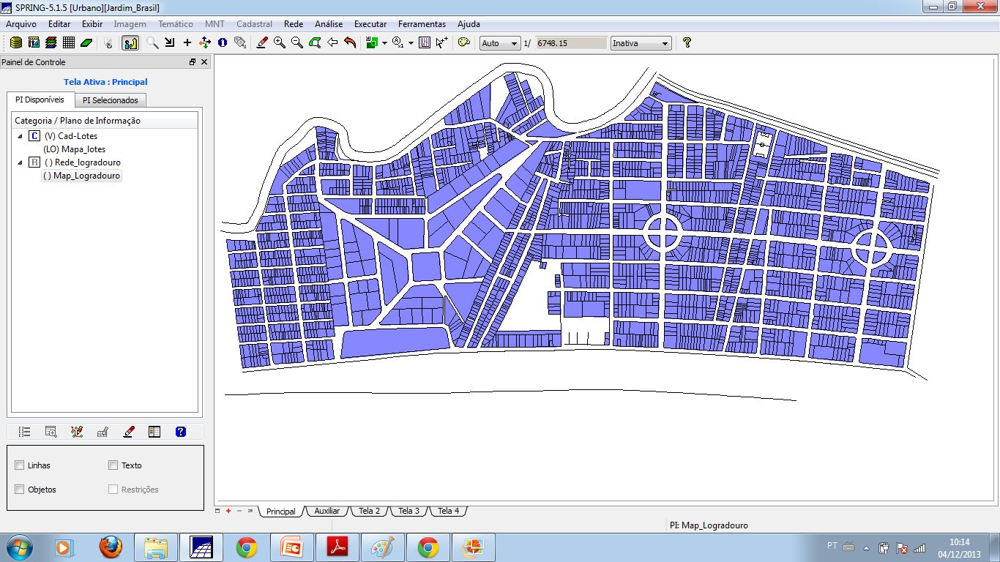 SPRING-5.1.5 [Urbano][Jardim_Brasil]
Arquivo Editar Exibir Imagem Temático MNT Cadastral Rede Análise Executar Ferramentas Ajuda
Auto 1/ 6748.15 Inativa
Painel de Controle
Tela Ativa : Principal
PI Disponíveis PI Selecionados
Categoria / Plano de Informação
C (V) Cad-Lotes
(LO) Mapa_lotes
R ( ) Rede_logradouro
( ) Map_Logradouro
Linhas Texto
Objetos Restrições
Principal Auxiliar Tela 2 Tela 3 Tela 4
PI: Map_Logradouro
PT 10:14
04/12/2013